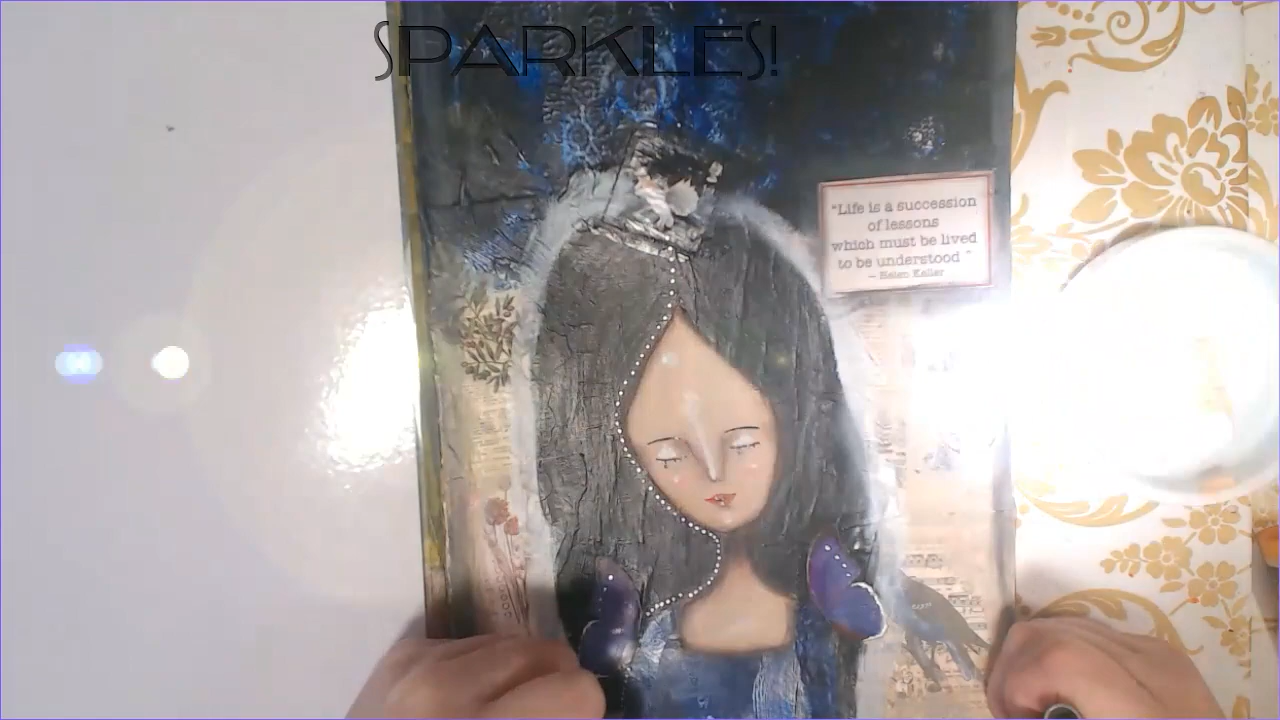 SPARKLES!
“Life is a succession
of lessons
which must be lived
to be understood ”
— Helen Keller